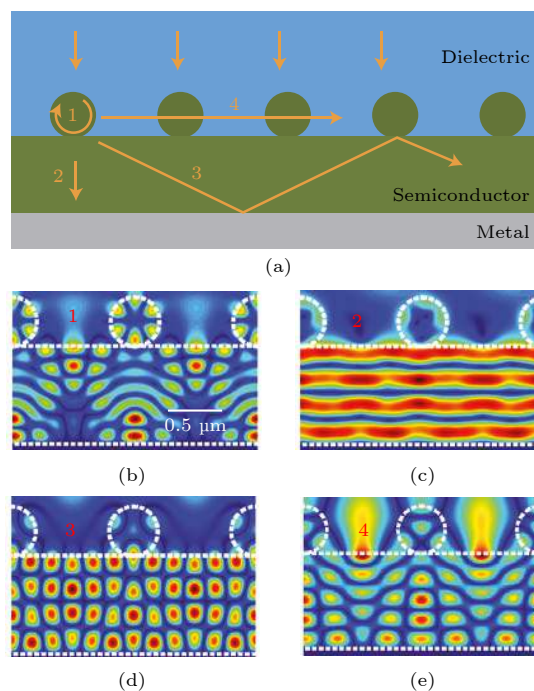 Dielectric
1
4
2
3
Semiconductor
Metal
(a)
1
2
0.5 µm
(b)
(c)
3
4
(d)
(e)